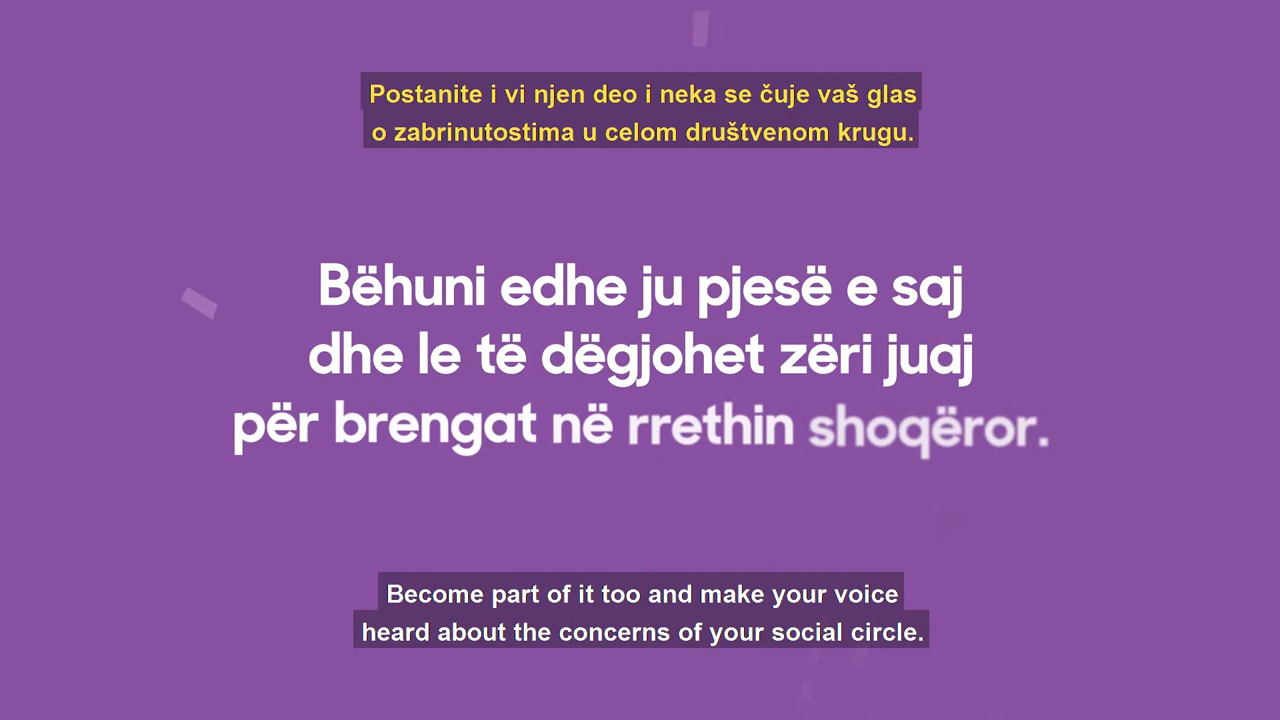 Postanite i vi njen deo i neka se čuje vaš glas
o zabrinutostima u celom društvenom krugu.
Bëhuni edhe ju pjesë e saj
dhe le të dëgjohet zëri juaj
për brengat në rrethin shoqëror.
Become part of it too and make your voice
heard about the concerns of your social circle.